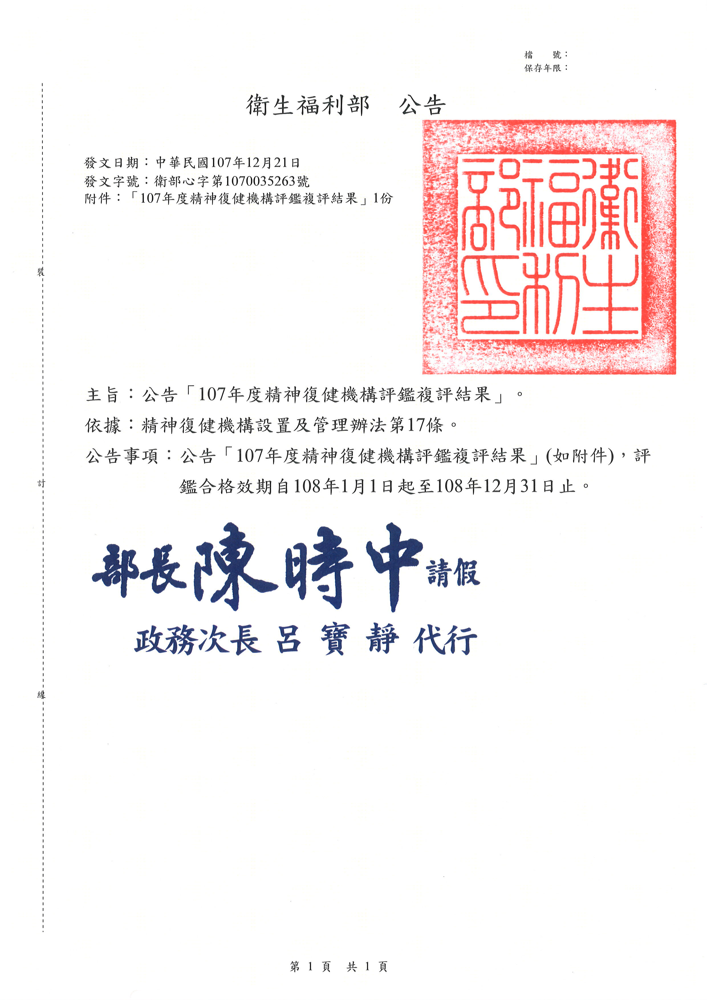 檔　　號：
保存年限：
衛生福利部　公告
發文日期：中華民國107年12月21日
發文字號：衛部心字第1070035263號
附件：「107年度精神復健機構評鑑複評結果」1份
衛生福利部印
主旨：公告「107年度精神復健機構評鑑複評結果」。
依據：精神復健機構設置及管理辦法第17條。
公告事項：公告「107年度精神復健機構評鑑複評結果」(如附件)，評
鑑合格效期自108年1月1日起至108年12月31日止。
部長陳時中請假
政務次長呂寶靜代行
裝
訂
線
第 1 頁　共 1 頁